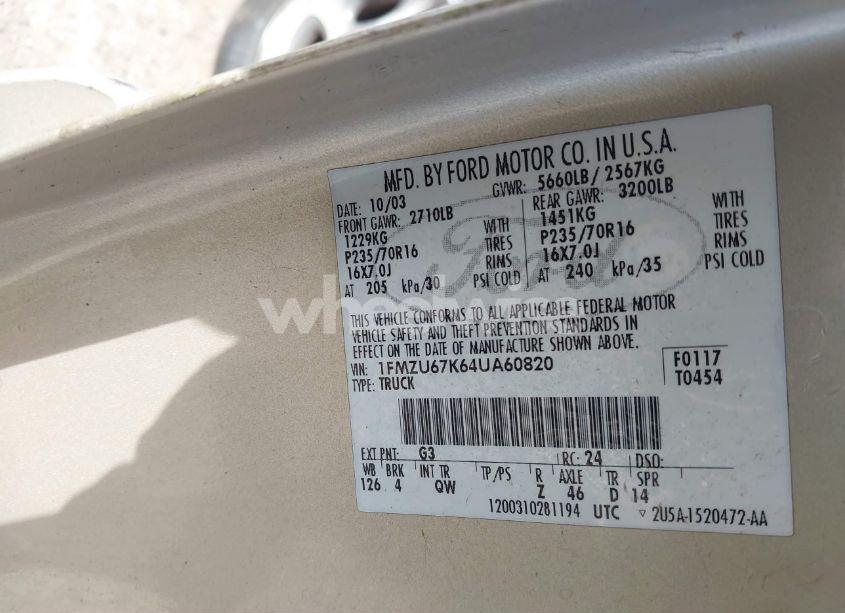 MFD. BY FORD MOTOR CO. IN U.S.A.
DATE: 10/03 GVWR: 5660LB/ 2567KG
FRONT GAWR: 2710LB REAR GAWR: 3200LB
1229KG WITH 1451KG WITH
P235/70R16 TIRES P235/70R16 TIRES
16X7.0J RIMS 16X7.0J RIMS
AT 205 kPa/30 PSI COLD AT 240 kPa/35 PSI COLD
Ford
THIS VEHICLE CONFORMS TO ALL APPLICABLE FEDERAL MOTOR
VEHICLE SAFETY AND THEFT PREVENTION STANDARDS IN
EFFECT ON THE DATE OF MANUFACTURE SHOWN ABOVE.
VIN: 1FMZU67K64UA60820 F0117
TYPE: TRUCK T0454
EXT PNT: G3 RC: 24 DSO:
WB BRK INT TR TP/PS R AXLE TR SPR
126 4 QW Z 46 D 14
1200310281194 UTC ▿ 2U5A-1520472-AA